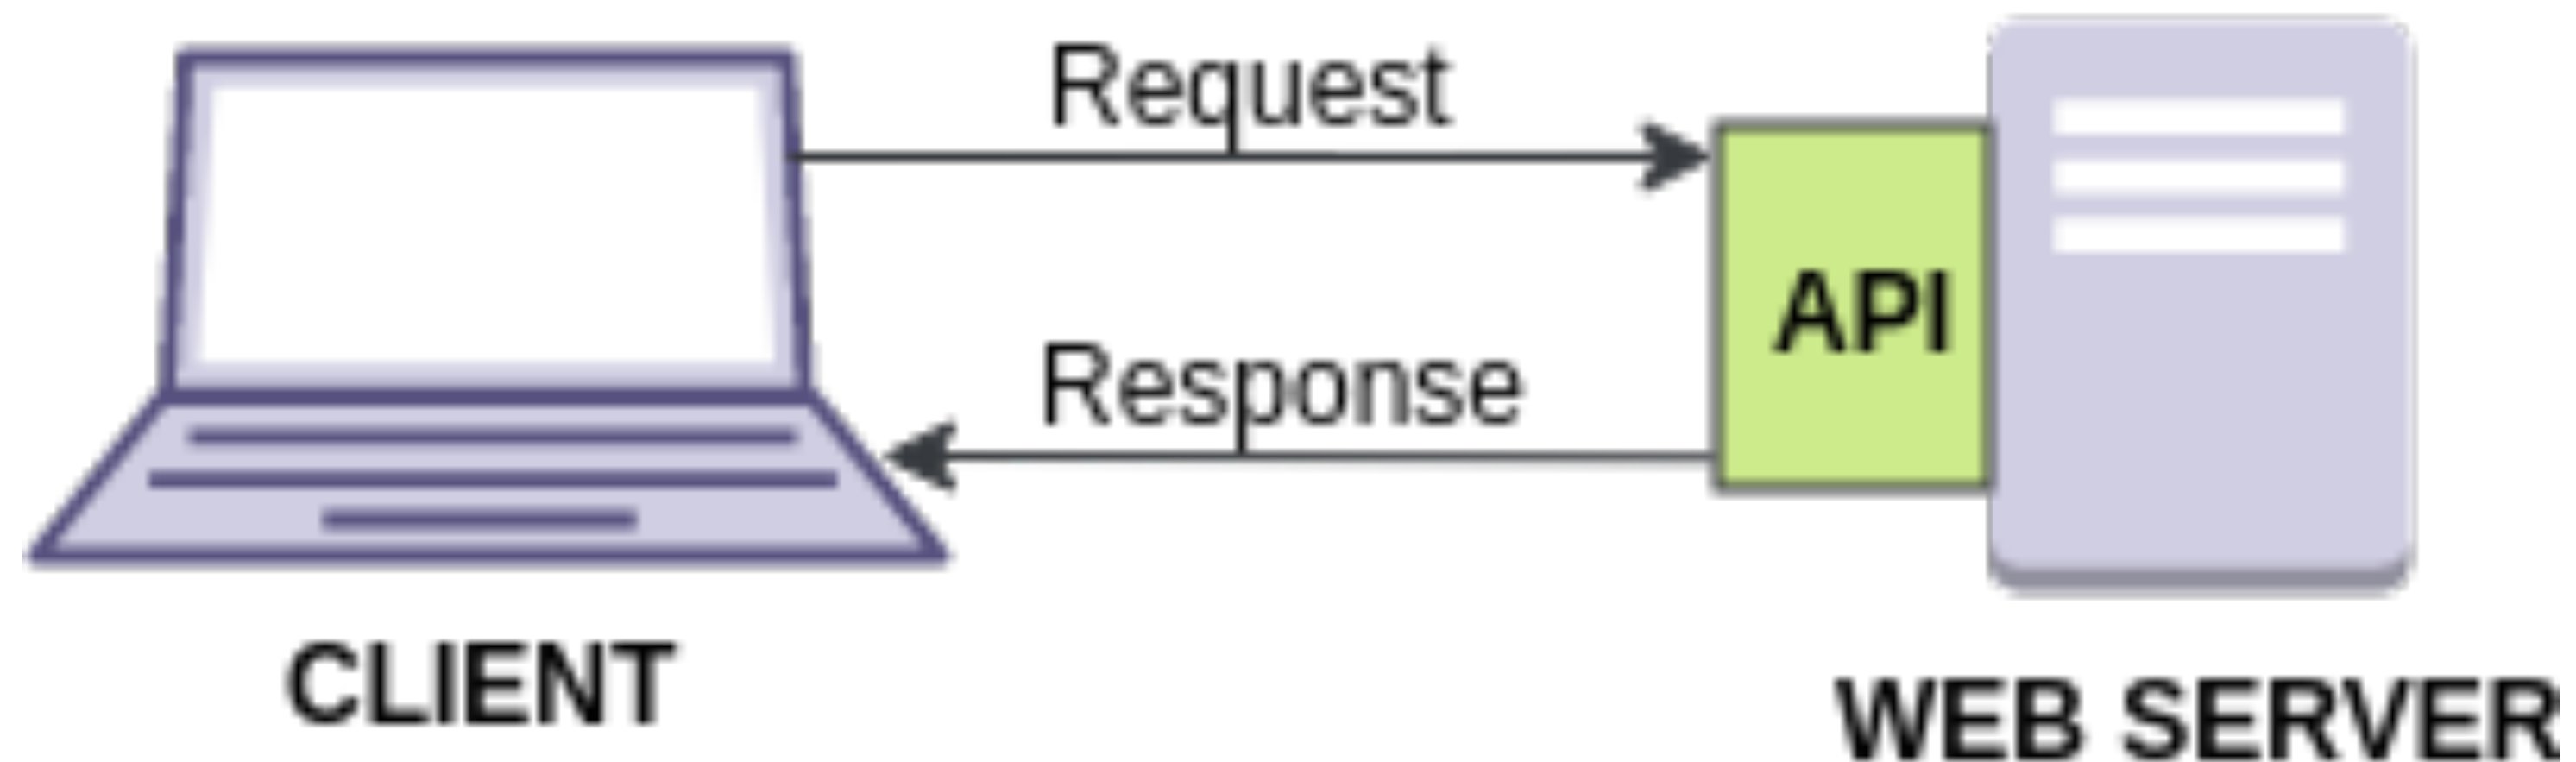 Request
API
Response
CLIENT
WEB SERVER